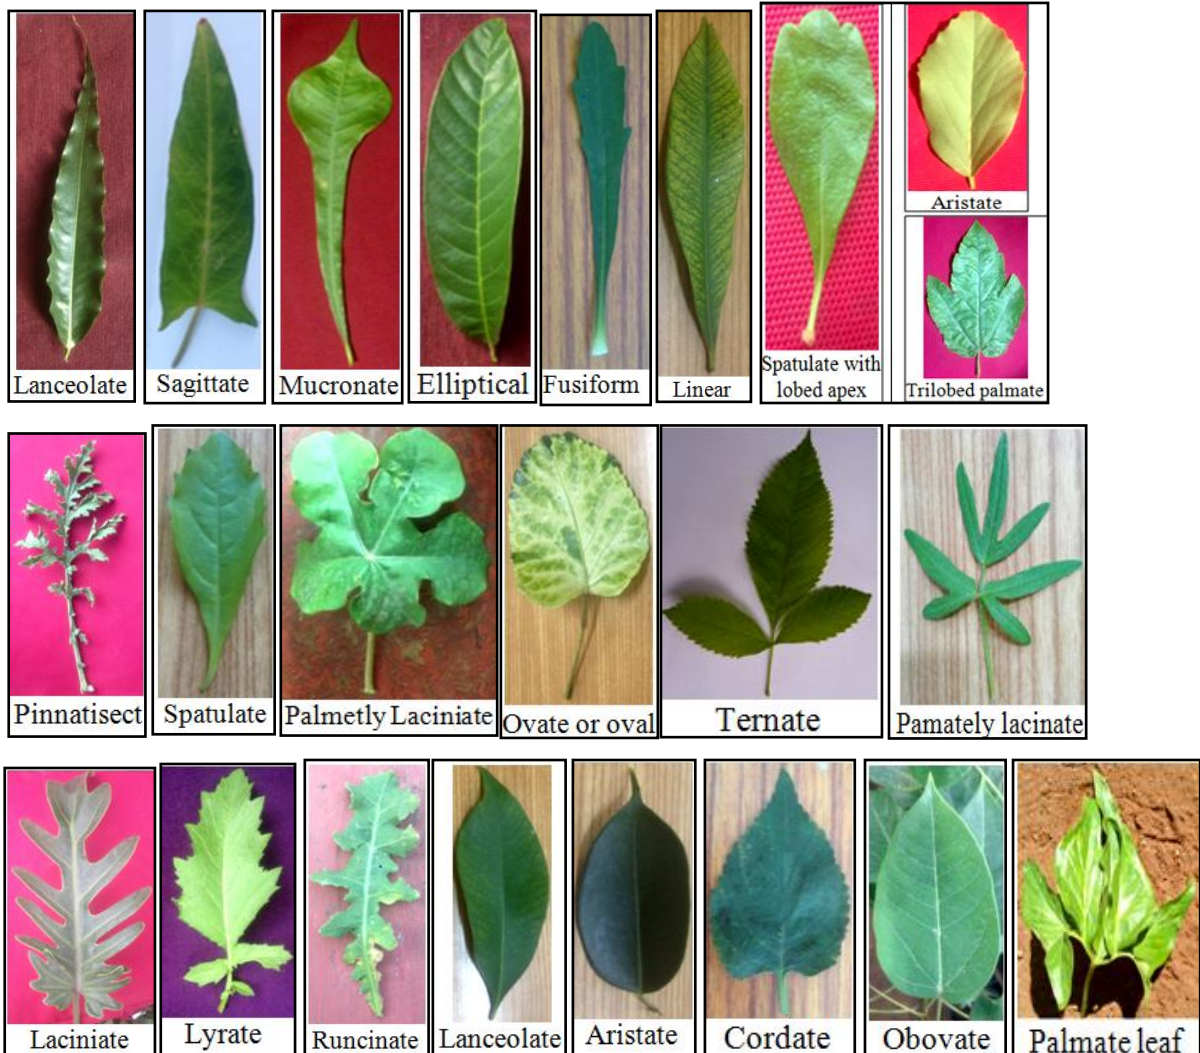 Lanceolate
Sagittate
Mucronate
Elliptical
Fusiform
Linear
Spatulate with
lobed apex
Aristate
Trilobed palmate
Pinnatisect
Spatulate
Palmetly Laciniate
Ovate or oval
Ternate
Pamately lacinate
Laciniate
Lyrate
Runcinate
Lanceolate
Aristate
Cordate
Obovate
Palmate leaf